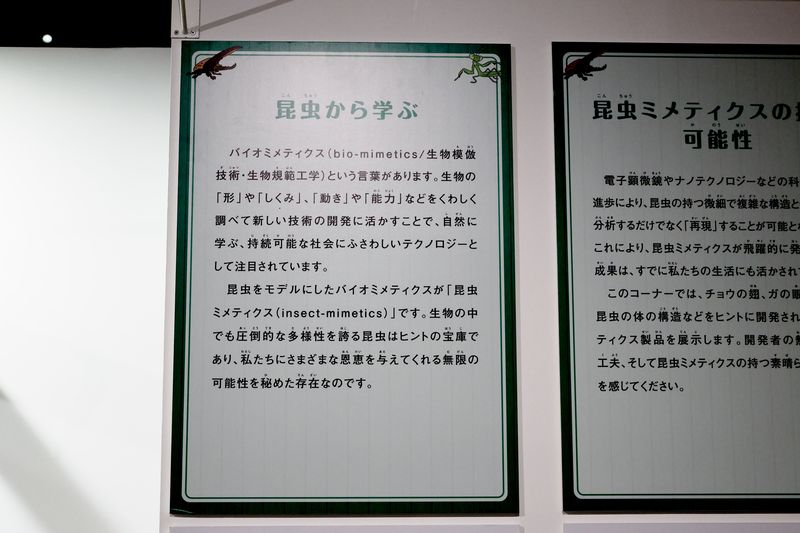 昆虫から学ぶ
バイオミメティクス（bio-mimetics/生物模倣
技術・生物規範工学）という言葉があります。生物の
「形」や「しくみ」、「動き」や「能力」などをくわしく
調べて新しい技術の開発に活かすことで、自然に
学ぶ、持続可能な社会にふさわしいテクノロジーと
して注目されています。
昆虫をモデルにしたバイオミメティクスが「昆虫
ミメティクス（insect-mimetics）」です。生物の中
でも圧倒的な多様性を誇る昆虫はヒントの宝庫で
あり、私たちにさまざまな恩恵を与えてくれる無限の
可能性を秘めた存在なのです。
昆虫ミメティクスの
可能性
電子顕微鏡やナノテクノロジーなどの科
進歩により、昆虫の持つ微細で複雑な構造と
分析するだけでなく「再現」することが可能と
これにより、昆虫ミメティクスが飛躍的に発
成果は、すでに私たちの生活にも活かされて
このコーナーでは、チョウの翅、ガの眼
昆虫の体の構造などをヒントに開発され
ティクス製品を展示します。開発者の
工夫、そして昆虫ミメティクスの持つ素晴ら
を感じてください。